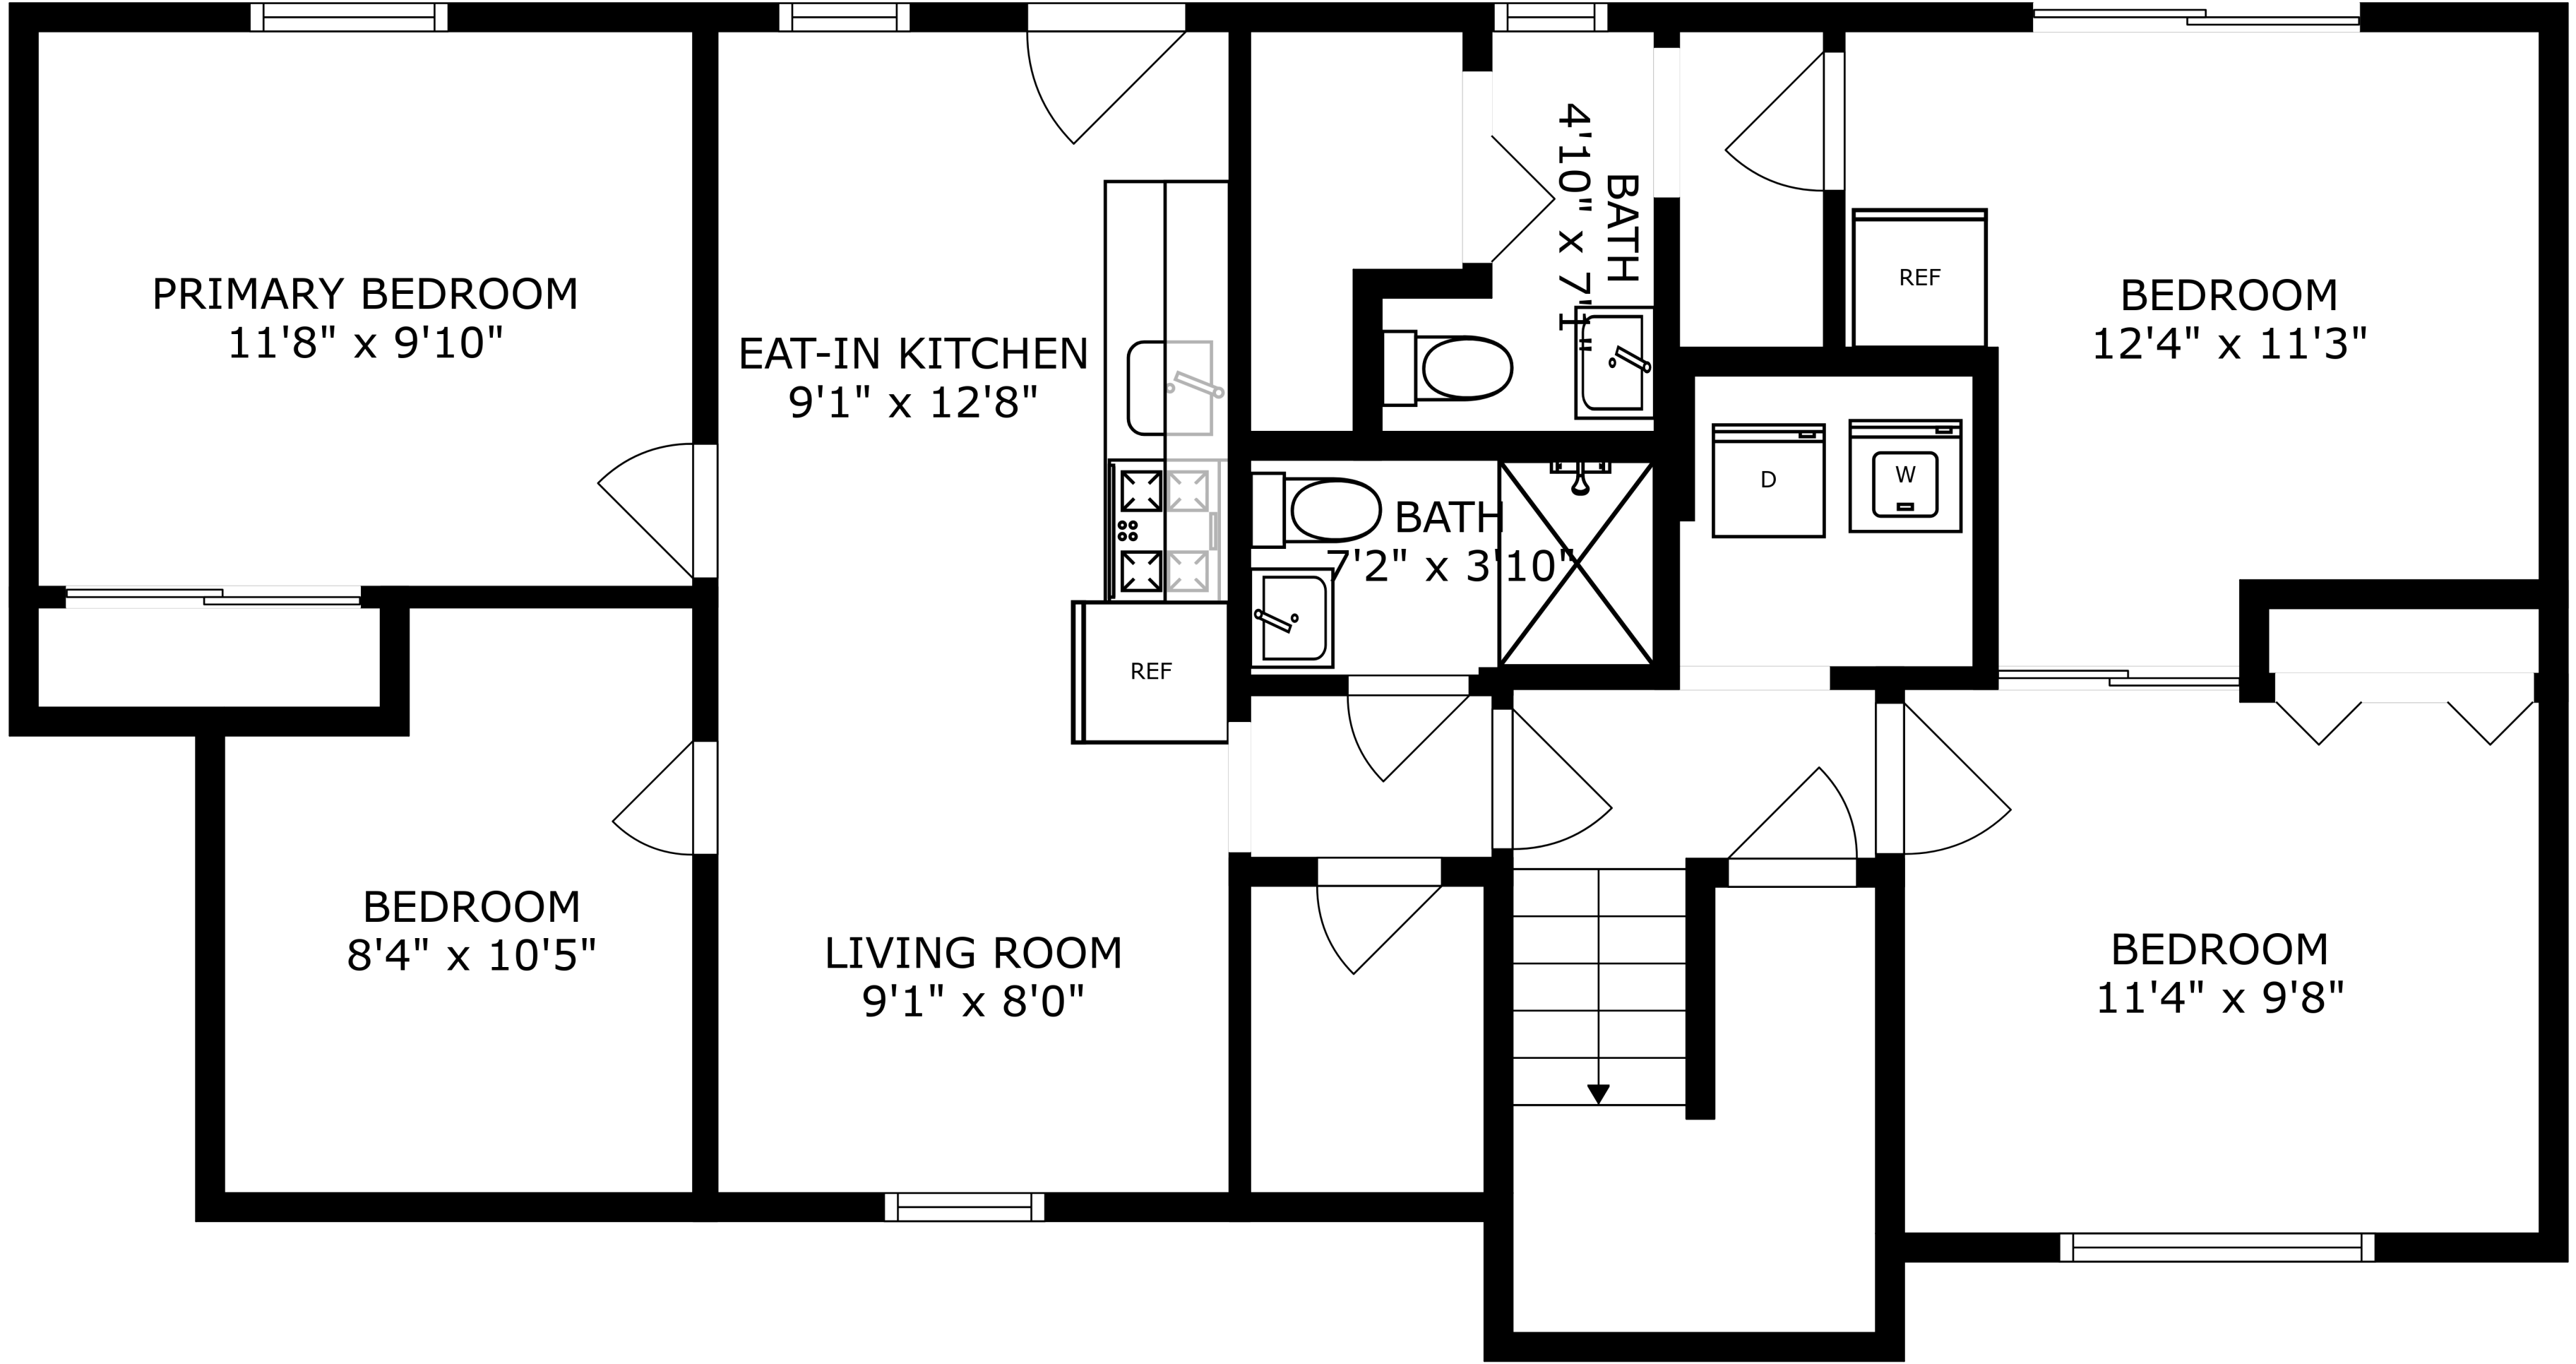 PRIMARY BEDROOM
11'8" x 9'10"
EAT-IN KITCHEN
9'1" x 12'8"
BATH
4'10" x 7'1"
REF
BEDROOM
12'4" x 11'3"
D
W
BATH
7'2" x 3'10"
REF
BEDROOM
8'4" x 10'5"
LIVING ROOM
9'1" x 8'0"
BEDROOM
11'4" x 9'8"